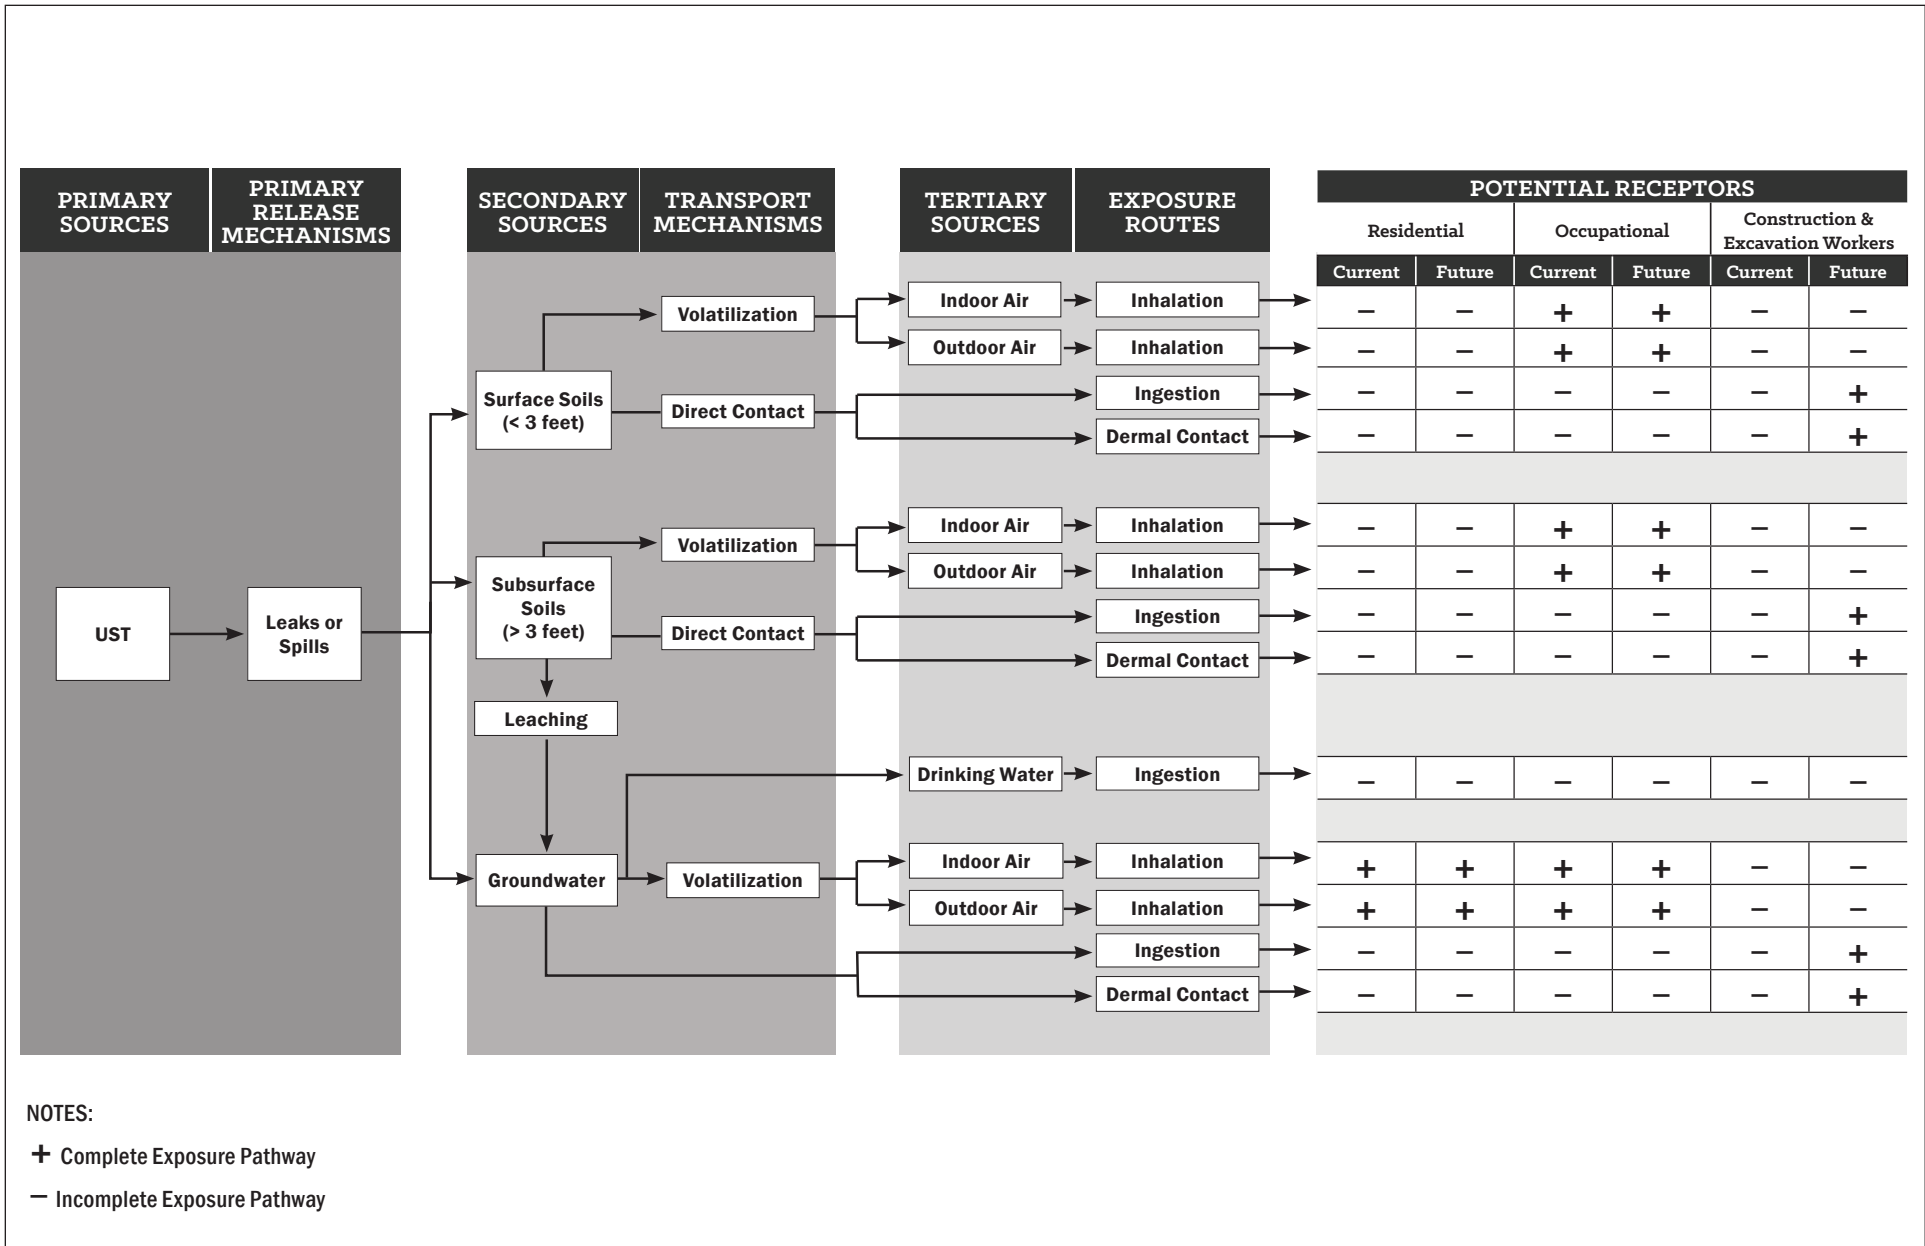 PRIMARY
SOURCES
PRIMARY
RELEASE
MECHANISMS
SECONDARY
SOURCES
TRANSPORT
MECHANISMS
TERTIARY
SOURCES
EXPOSURE
ROUTES
POTENTIAL RECEPTORS
Residential
Occupational
Construction &
Excavation Workers
Current Future Current Future Current Future
UST
Leaks or
Spills
Surface Soils
(< 3 feet)
Volatilization
Indoor Air Inhalation – – + + – –
Outdoor Air Inhalation – – + + – –
Direct Contact
Ingestion – – – – – +
Dermal Contact – – – – – +
Subsurface
Soils
(> 3 feet)
Volatilization
Indoor Air Inhalation – – + + – –
Outdoor Air Inhalation – – + + – –
Direct Contact
Ingestion – – – – – +
Dermal Contact – – – – – +
Leaching
Drinking Water Ingestion – – – – – –
Groundwater
Volatilization
Indoor Air Inhalation + + + + – –
Outdoor Air Inhalation + + + + – –
Ingestion – – – – – +
Dermal Contact – – – – – +
NOTES:
+ Complete Exposure Pathway
– Incomplete Exposure Pathway